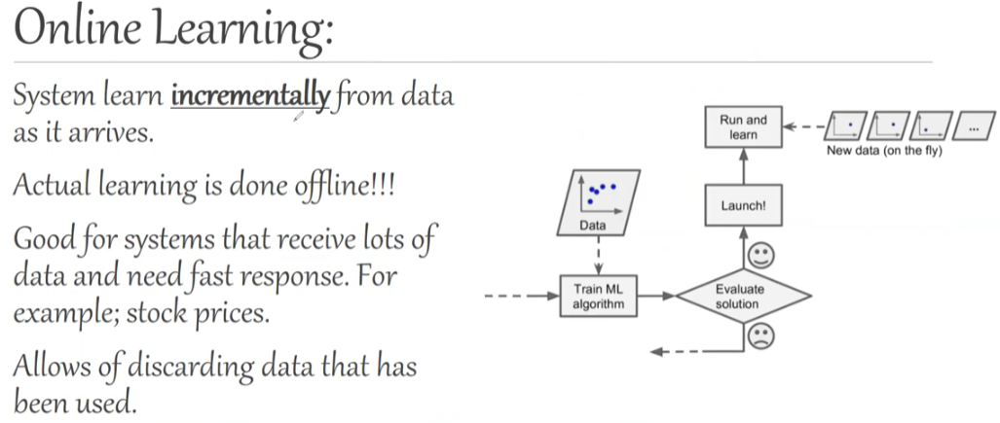 Online Learning:
System learn incrementally from data
as it arrives.
Actual learning is done offline!!!
Good for systems that receive lots of
data and need fast response. For
example; stock prices.
Allows of discarding data that has
been used.
Run and
learn
...
New data (on the fly)
Launch!
Data
Train ML
algorithm
Evaluate
solution